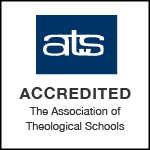 ats
ACCREDITED
The Association of
Theological Schools